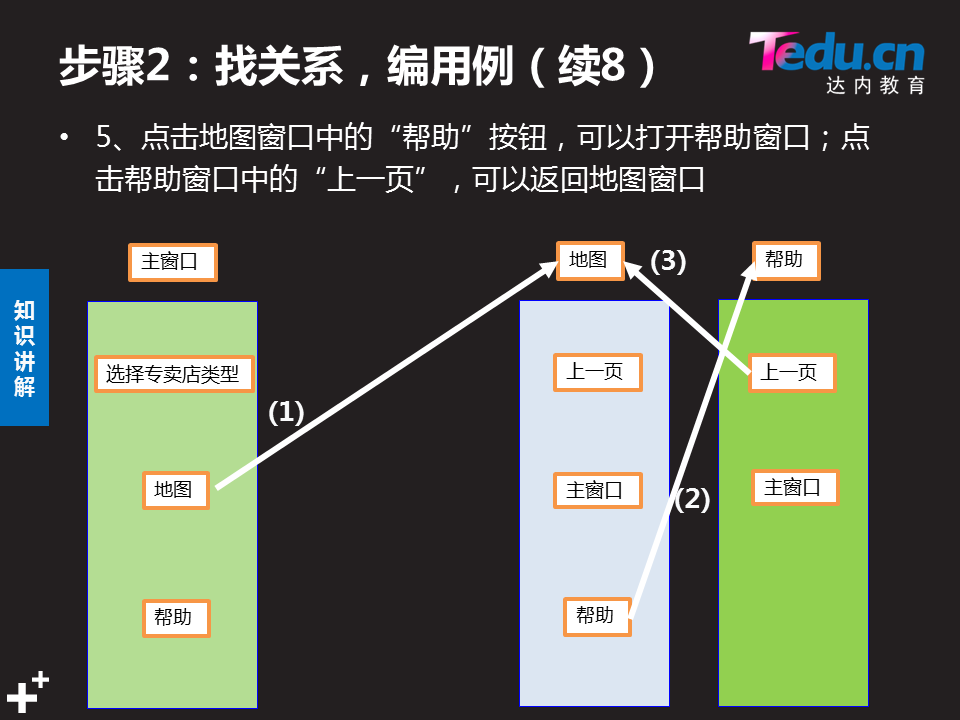 步骤2：找关系，编用例（续8）
Tedu.cn
达内教育
• 5、点击地图窗口中的“帮助”按钮，可以打开帮助窗口；点
击帮助窗口中的“上一页”，可以返回地图窗口
知识讲解
主窗口
地图
(3)
帮助
选择专卖店类型
上一页
上一页
(1)
地图
主窗口
(2)
主窗口
帮助
帮助